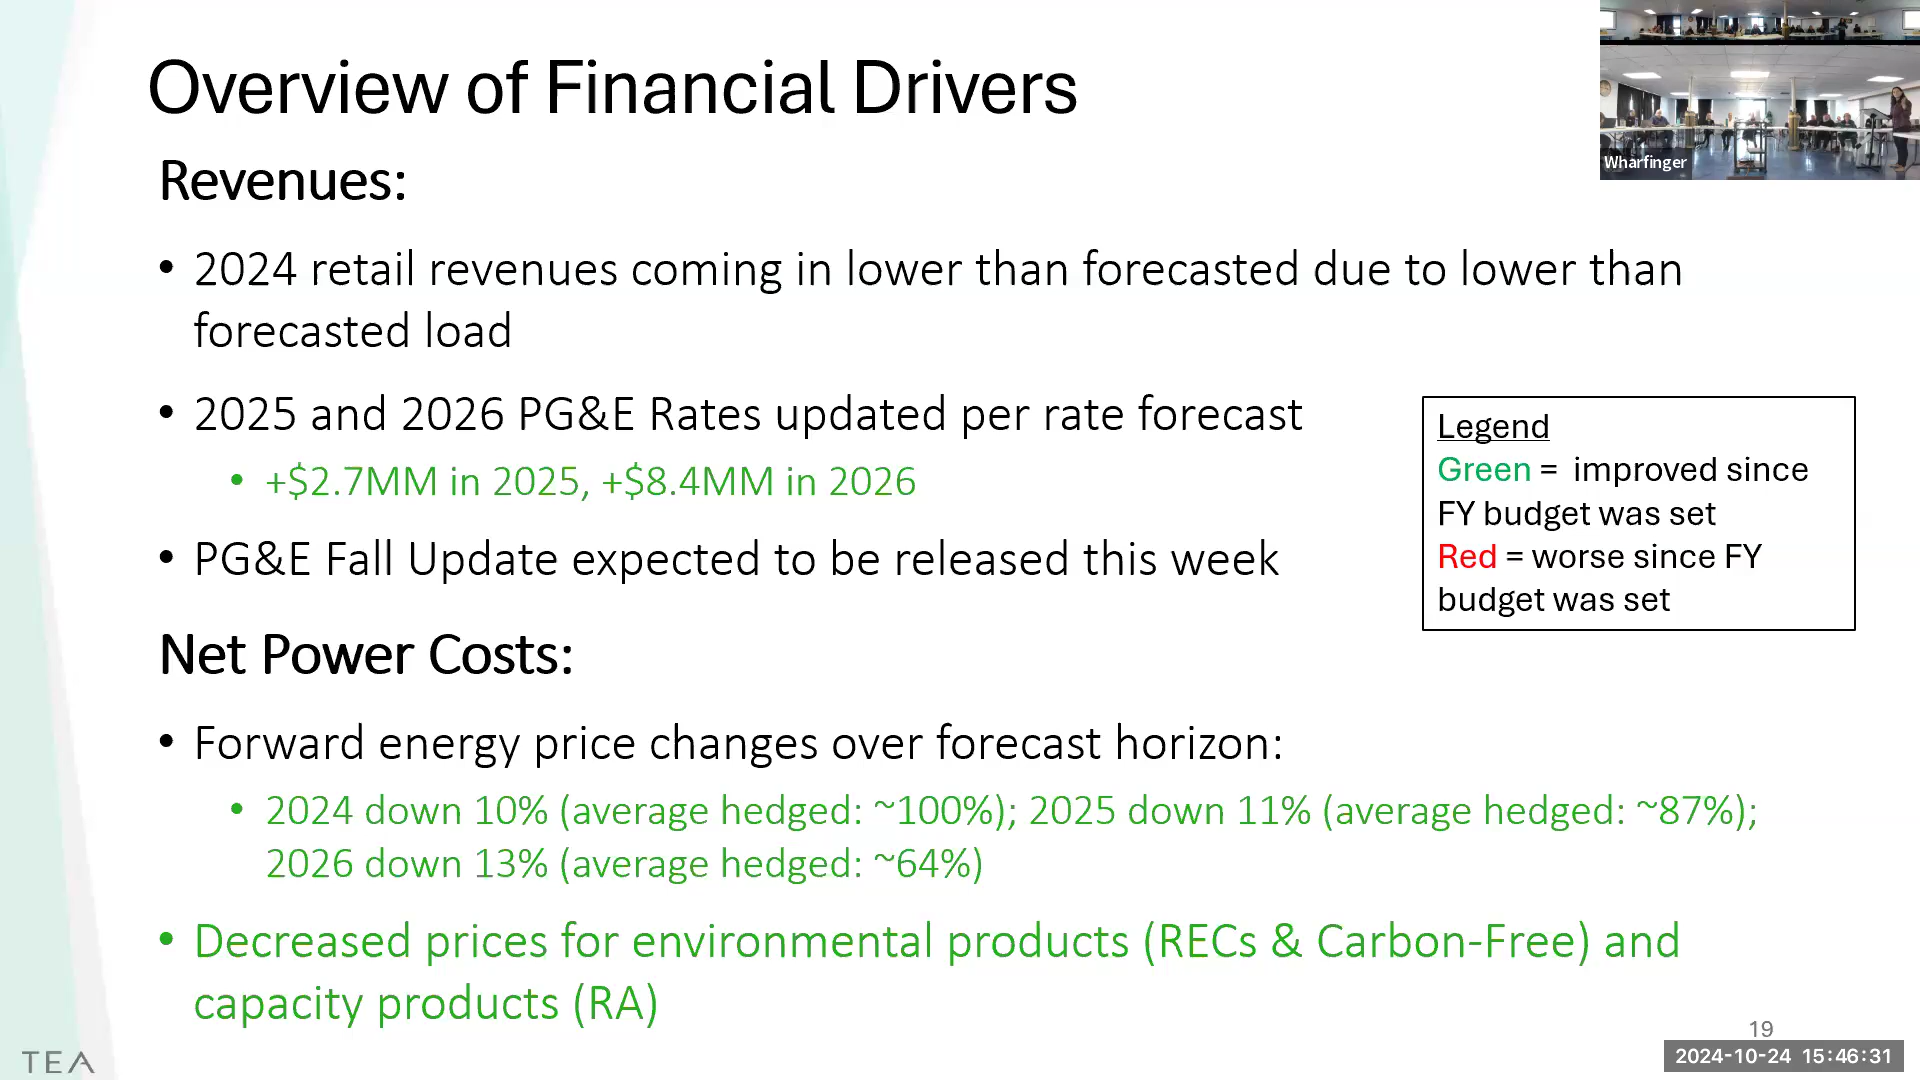 Overview of Financial Drivers
Wharfinger
Revenues:
• 2024 retail revenues coming in lower than forecasted due to lower than
forecasted load
• 2025 and 2026 PG&E Rates updated per rate forecast
• +$2.7MM in 2025, +$8.4MM in 2026
• PG&E Fall Update expected to be released this week
Legend
Green = improved since
FY budget was set
Red = worse since FY
budget was set
Net Power Costs:
• Forward energy price changes over forecast horizon:
• 2024 down 10% (average hedged: ~100%); 2025 down 11% (average hedged: ~87%);
2026 down 13% (average hedged: ~64%)
• Decreased prices for environmental products (RECs & Carbon-Free) and
capacity products (RA)
19
TEA
2024-10-24 15:46:31